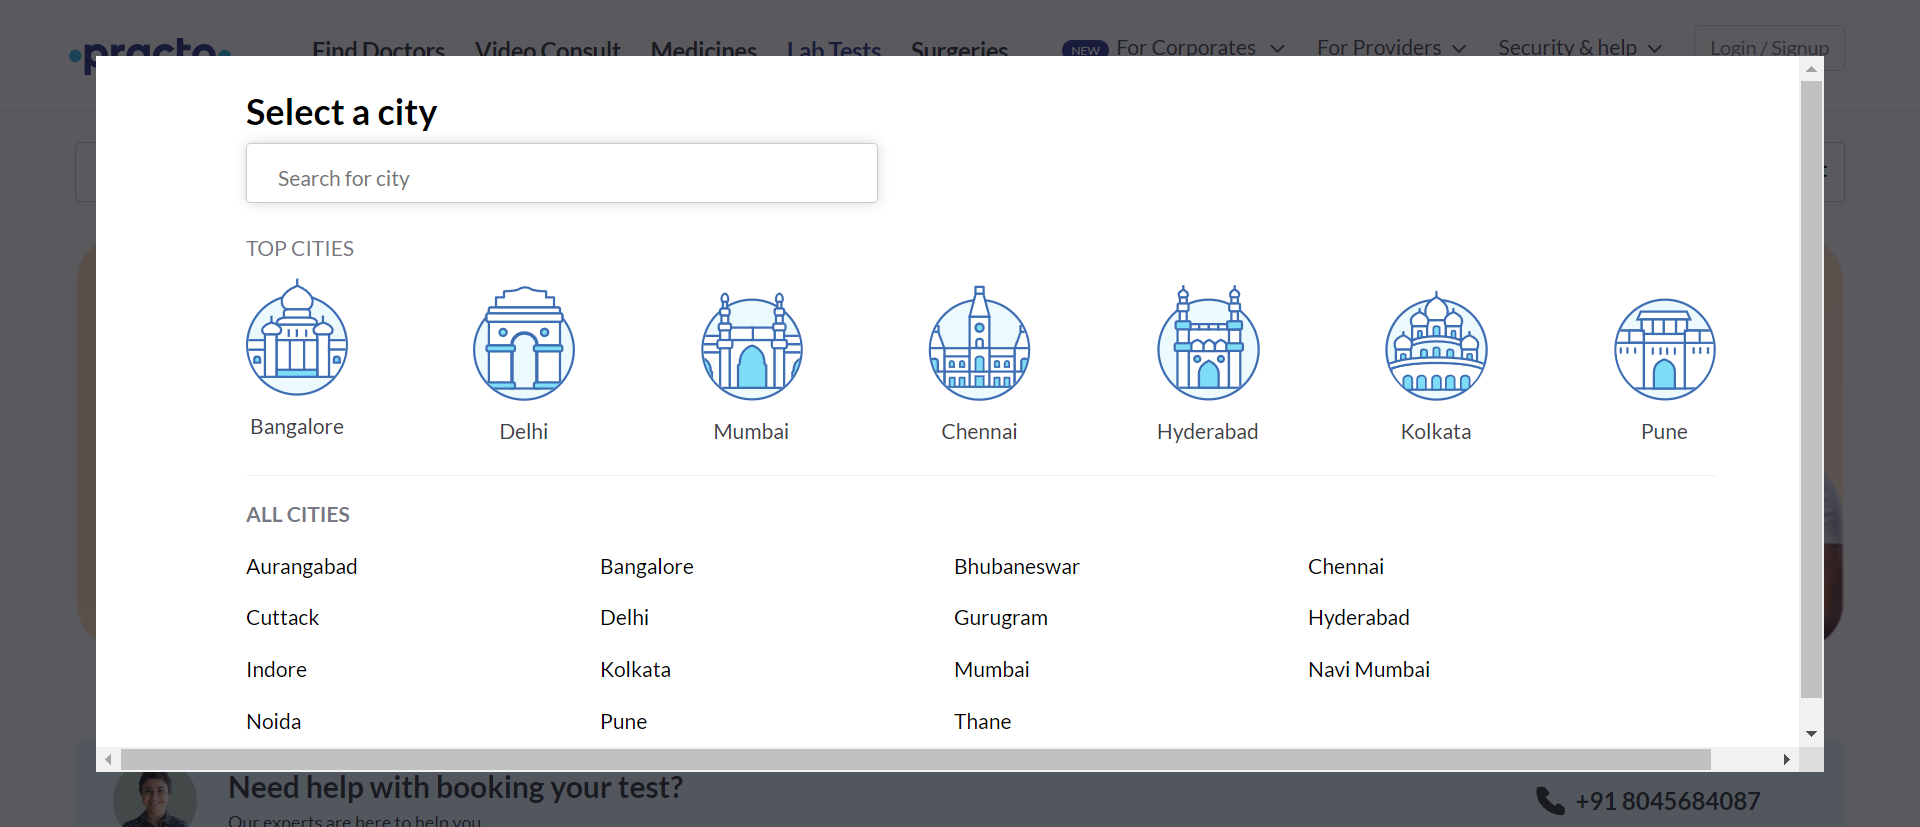 practo
Find Doctors Video Consult Medicines Lab Tests Surgeries NEW For Corporates For Providers Security & help Login / Signup
Select a city
Search for city
TOP CITIES
Bangalore Delhi Mumbai Chennai Hyderabad Kolkata Pune
ALL CITIES
Aurangabad Bangalore Bhubaneswar Chennai
Cuttack Delhi Gurugram Hyderabad
Indore Kolkata Mumbai Navi Mumbai
Noida Pune Thane
Need help with booking your test?
+91 8045684087
Our experts are here to help you